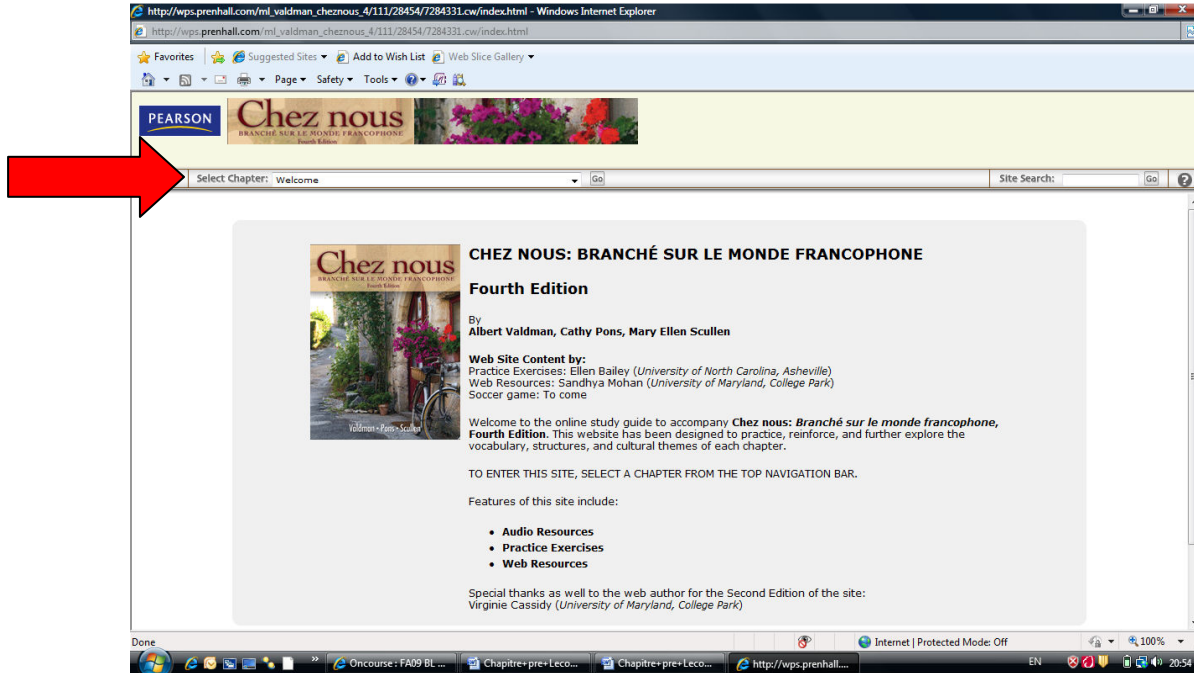 http://wps.prenhall.com/ml_valdman_cheznous_4/111/28454/7284331.cw/index.html - Windows Internet Explorer
http://wps.prenhall.com/ml_valdman_cheznous_4/111/28454/7284331.cw/index.html
Favorites Suggested Sites Add to Wish List Web Slice Gallery
Page Safety Tools
PEARSON
Chez nous
BRANCHÉ SUR LE MONDE FRANCOPHONE
Fourth Edition
Select Chapter: Welcome Go Site Search: Go
Chez nous
BRANCHÉ SUR LE MONDE FRANCOPHONE
Fourth Edition
Valdman • Pons • Scullen
CHEZ NOUS: BRANCHÉ SUR LE MONDE FRANCOPHONE
Fourth Edition
By
Albert Valdman, Cathy Pons, Mary Ellen Scullen
Web Site Content by:
Practice Exercises: Ellen Bailey (University of North Carolina, Asheville)
Web Resources: Sandhya Mohan (University of Maryland, College Park)
Soccer game: To come
Welcome to the online study guide to accompany Chez nous: Branché sur le monde francophone,
Fourth Edition. This website has been designed to practice, reinforce, and further explore the
vocabulary, structures, and cultural themes of each chapter.
TO ENTER THIS SITE, SELECT A CHAPTER FROM THE TOP NAVIGATION BAR.
Features of this site include:
• Audio Resources
• Practice Exercises
• Web Resources
Special thanks as well to the web author for the Second Edition of the site:
Virginie Cassidy (University of Maryland, College Park)
Done Internet | Protected Mode: Off 100%
Oncourse : FA09 BL ... Chapitre+pre+Leco... Chapitre+pre+Leco... http://wps.prenhall.... EN 20:54